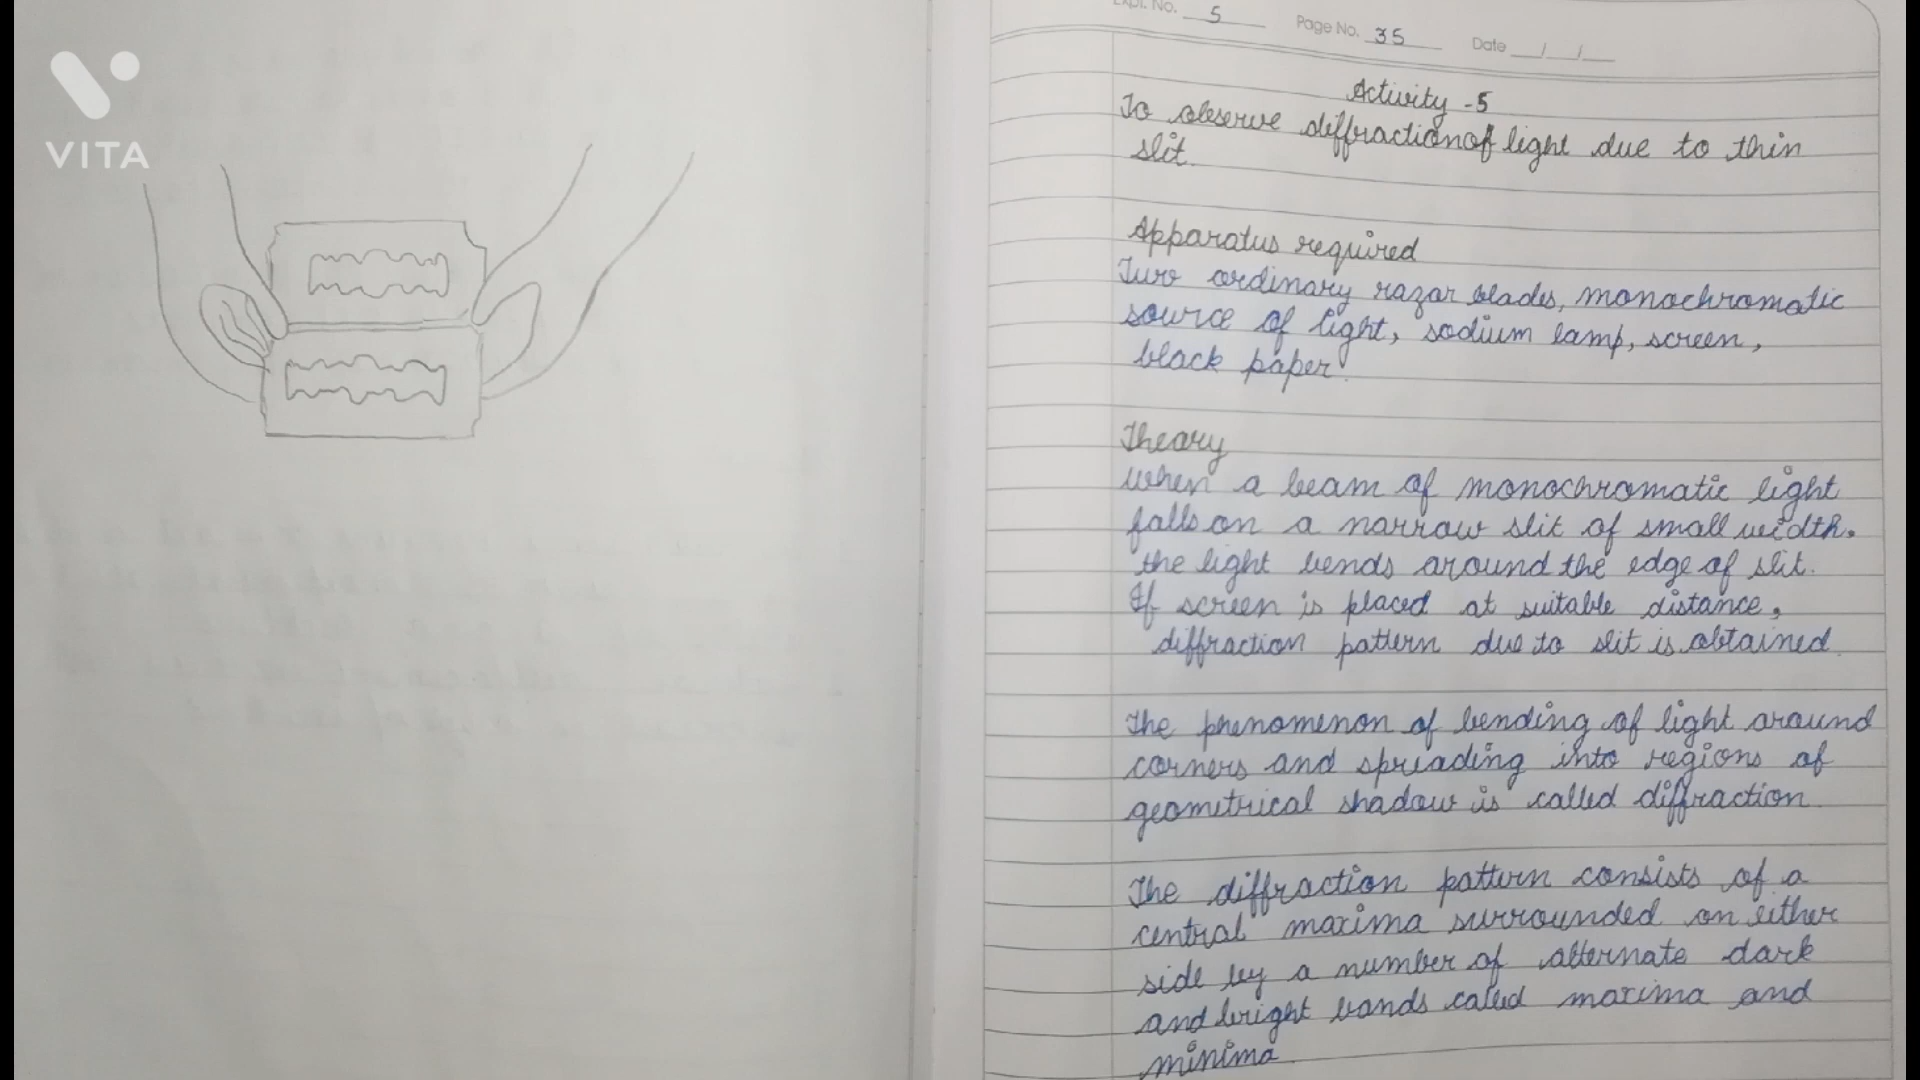 VITA
Expl. No. 5 Page No. 35 Date / /
Activity - 5
To observe diffraction of light due to thin
slit.
Apparatus required
Two ordinary razar blades, monochromatic
source of light, sodium lamp, screen,
black paper.
Theory
when a beam of monochromatic light
falls on a narrow slit of small width.
the light bends around the edge of slit.
If screen is placed at suitable distance,
diffraction pattern due to slit is obtained.
The phenomenon of bending of light around
corners and spreading into regions of
geometrical shadow is called diffraction
The diffraction pattern consists of a
central maxima surrounded on either
side by a number of alternate dark
and bright bands called maxima and
minima.